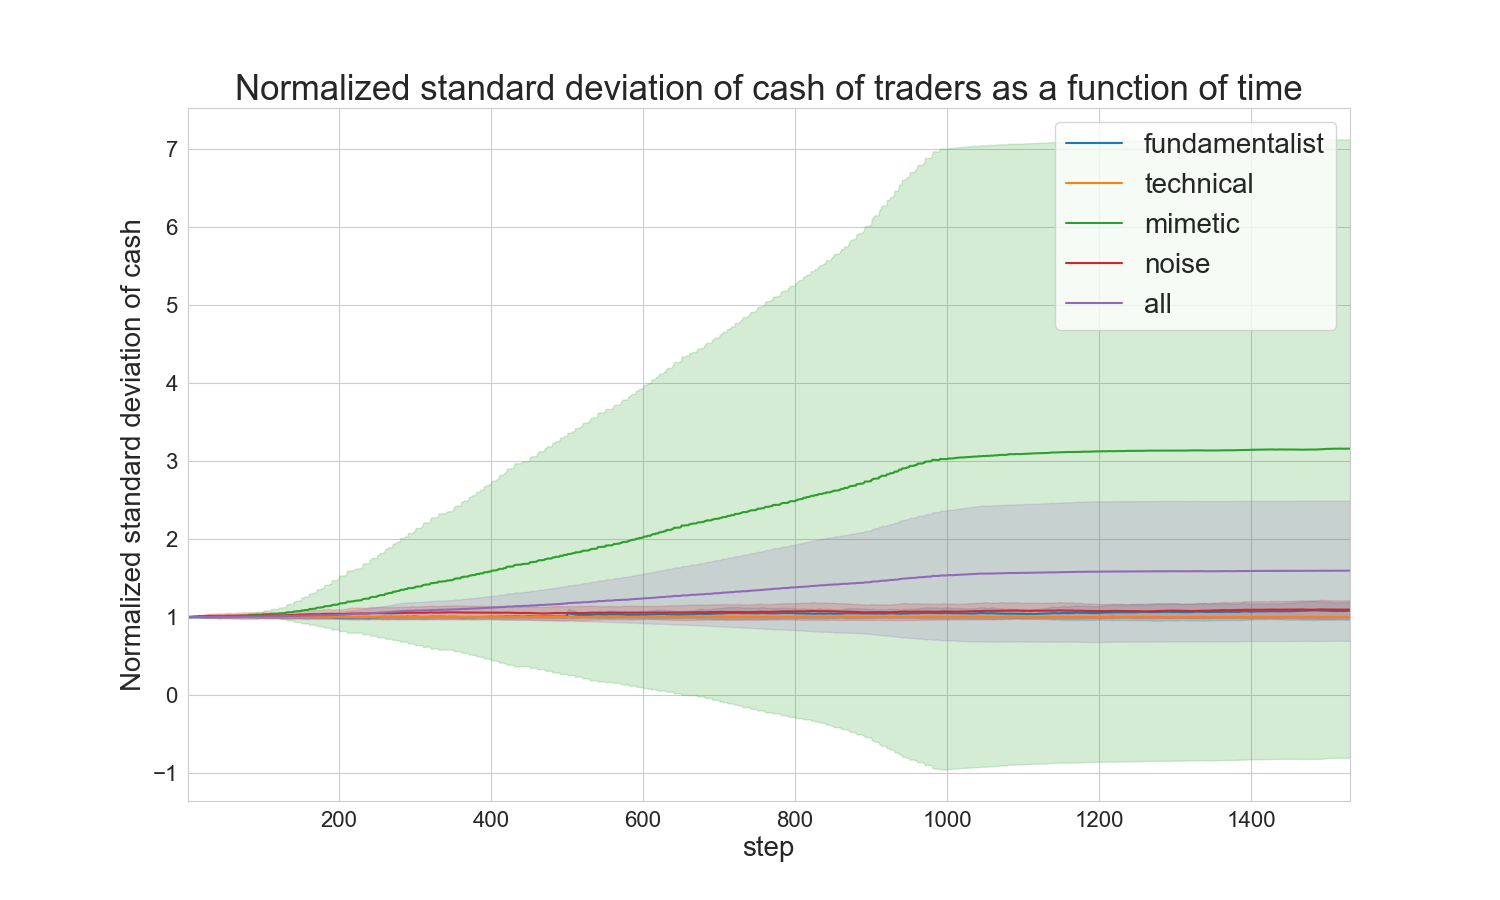 Normalized standard deviation of cash of traders as a function of time
Normalized standard deviation of cash
7
6
5
4
3
2
1
0
−1
fundamentalist
technical
mimetic
noise
all
200 400 600 800 1000 1200 1400
step